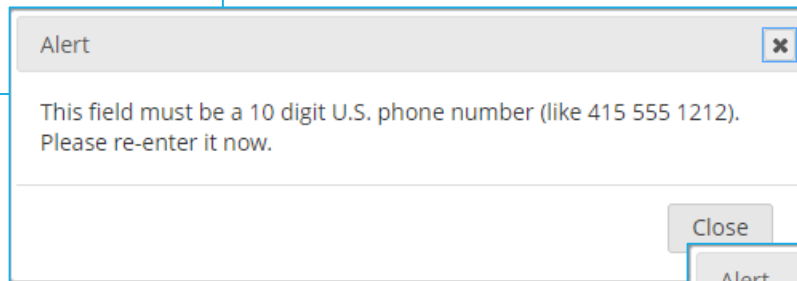 Alert
This field must be a 10 digit U.S. phone number (like 415 555 1212).
Please re-enter it now.
Close
Alert